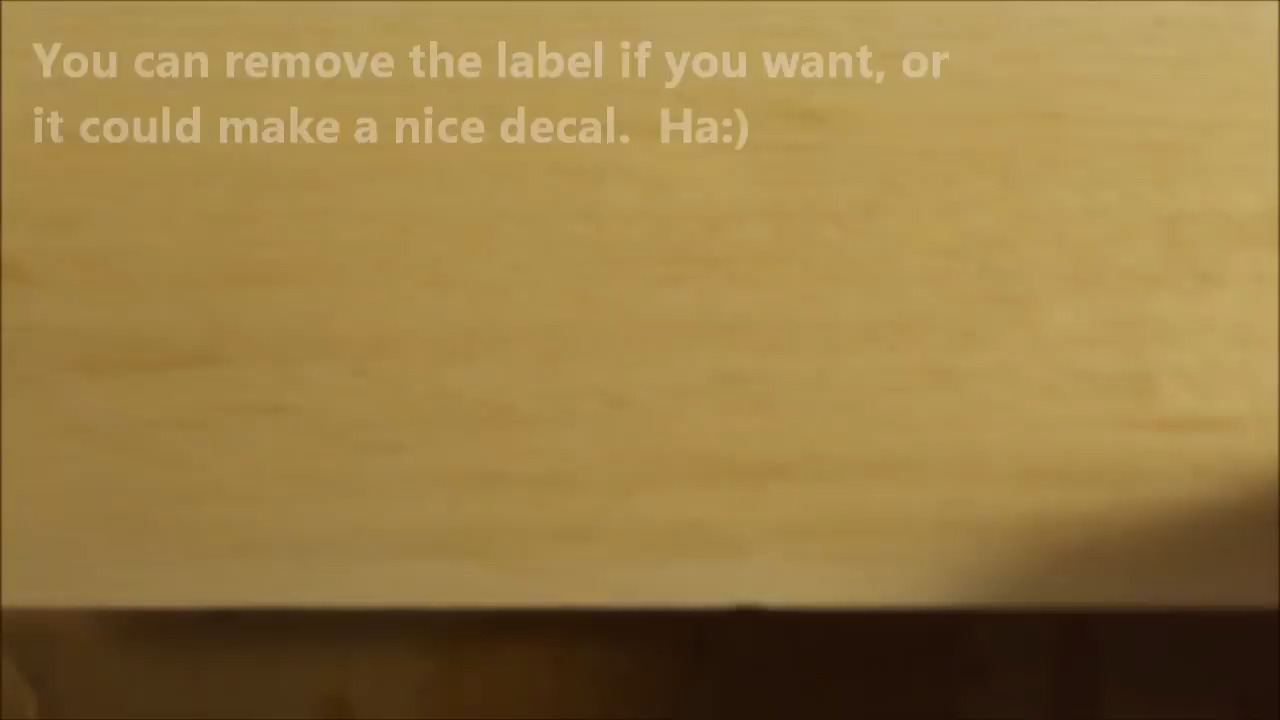 You can remove the label if you want, or
it could make a nice decal.  Ha:)